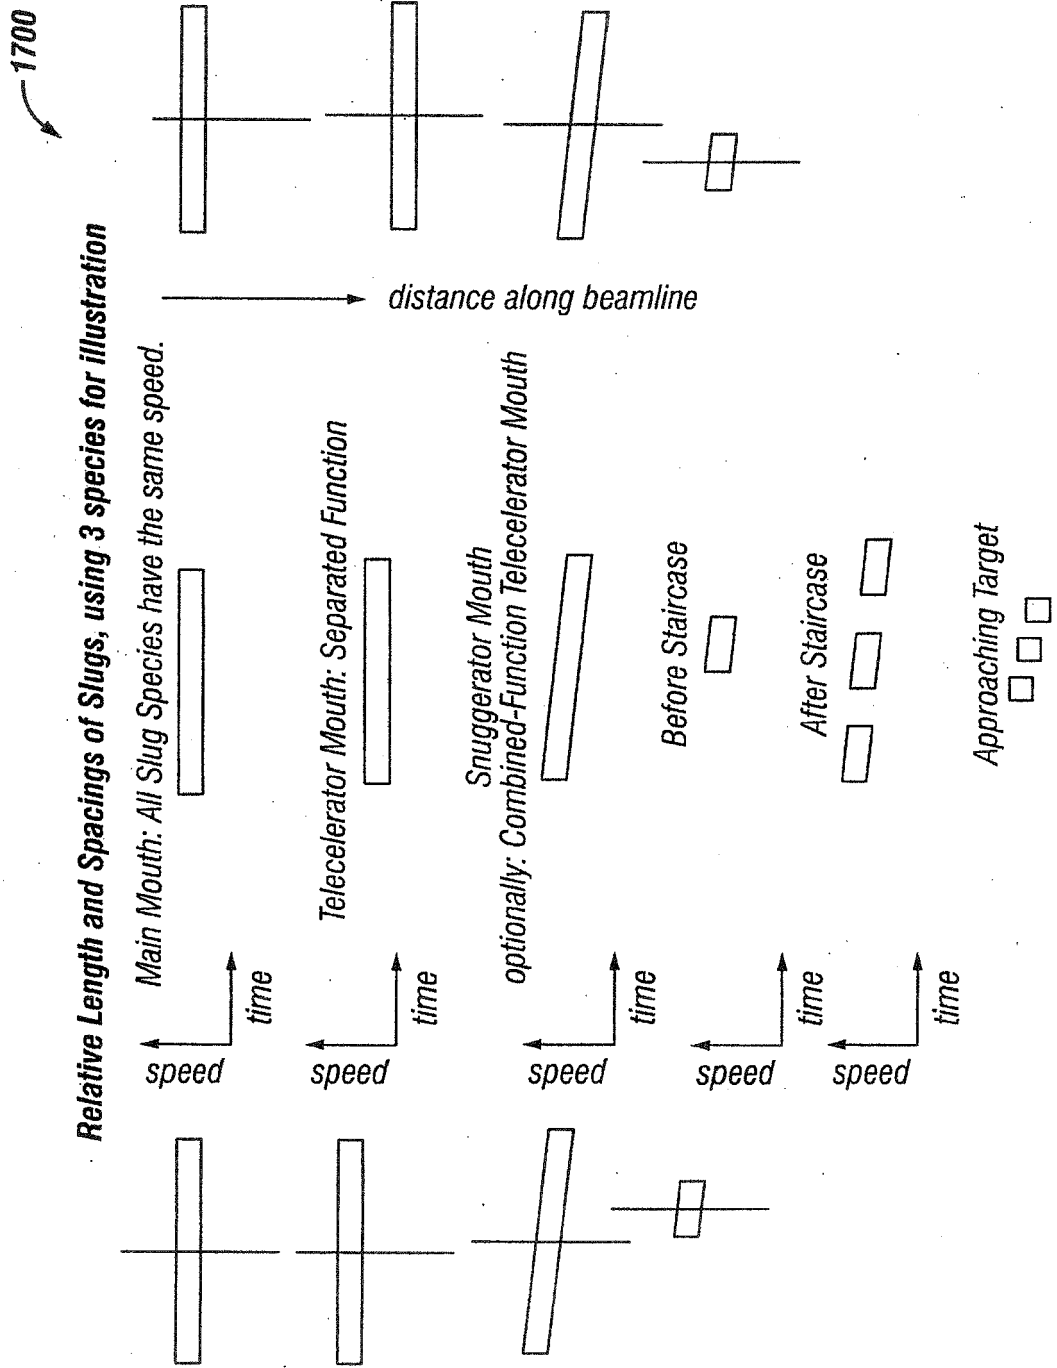 1700
Relative Length and Spacings of Slugs, using 3 species for illustration
Main Mouth: All Slug Species have the same speed.
speed
time
distance along beamline
Telecelerator Mouth: Separated Function
speed
time
Snuggerator Mouth
optionally: Combined-Function Telecelerator Mouth
speed
time
Before Staircase
speed
time
After Staircase
speed
time
Approaching Target